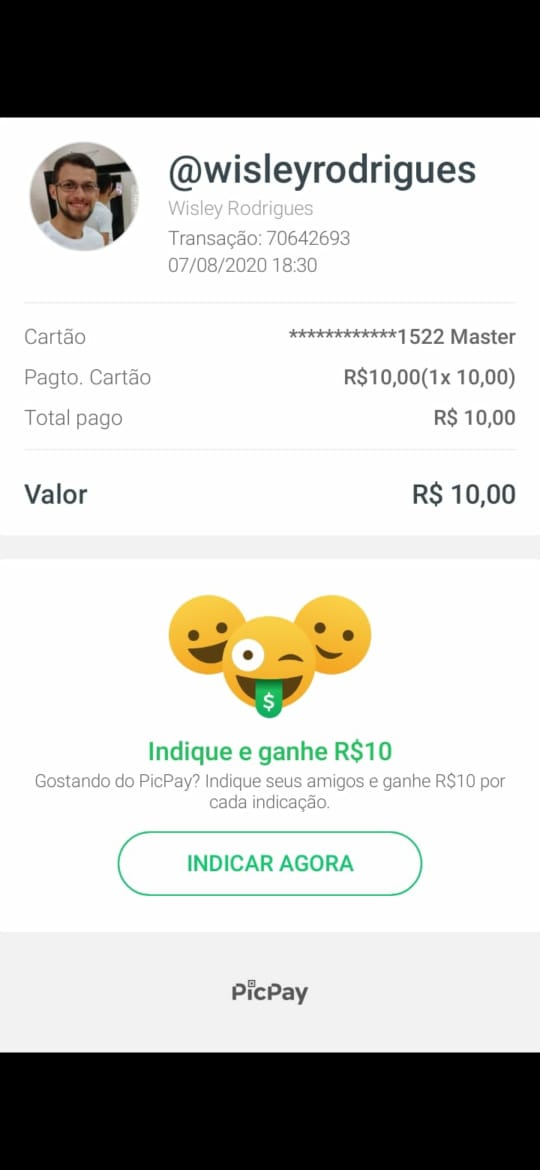 @wisleyrodrigues
Wisley Rodrigues
Transação: 70642693
07/08/2020 18:30
Cartão ************1522 Master
Pagto. Cartão R$10,00(1x 10,00)
Total pago R$ 10,00
Valor R$ 10,00
$
Indique e ganhe R$10
Gostando do PicPay? Indique seus amigos e ganhe R$10 por
cada indicação.
INDICAR AGORA
PicPay